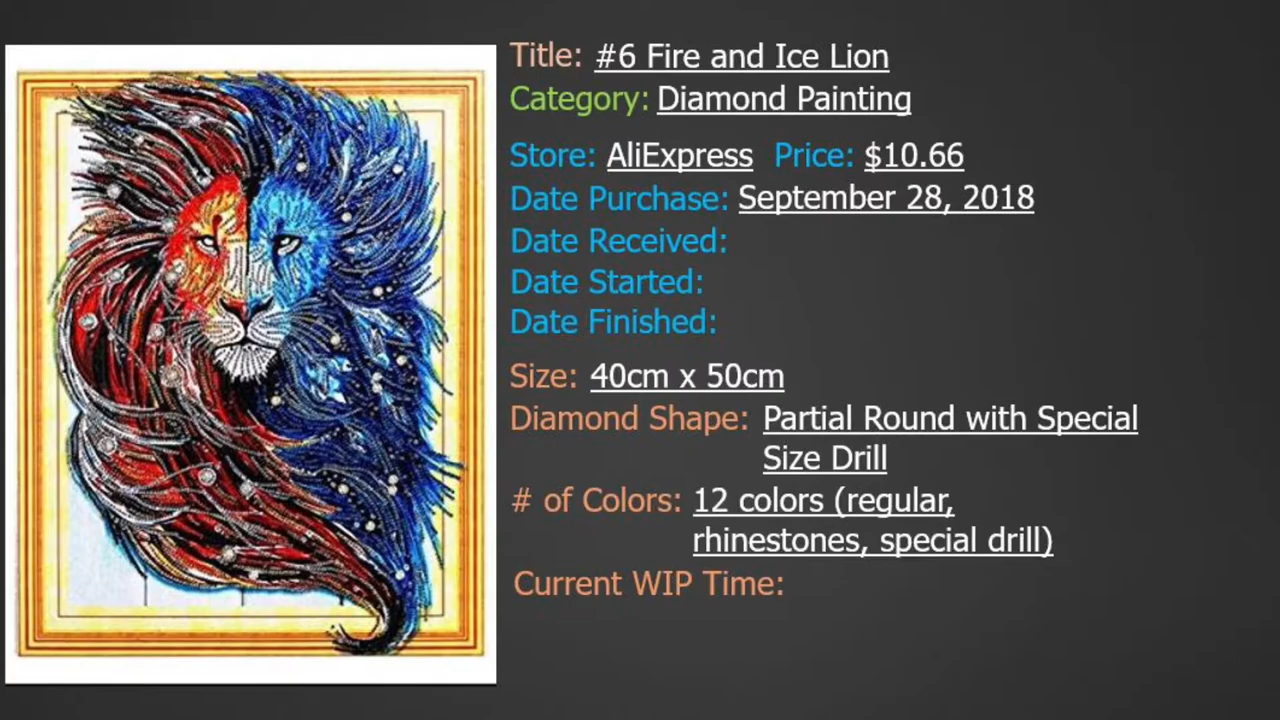 Title: #6 Fire and Ice Lion
Category: Diamond Painting
Store: AliExpress Price: $10.66
Date Purchase: September 28, 2018
Date Received:
Date Started:
Date Finished:
Size: 40cm x 50cm
Diamond Shape: Partial Round with Special
Size Drill
# of Colors: 12 colors (regular,
rhinestones, special drill)
Current WIP Time: